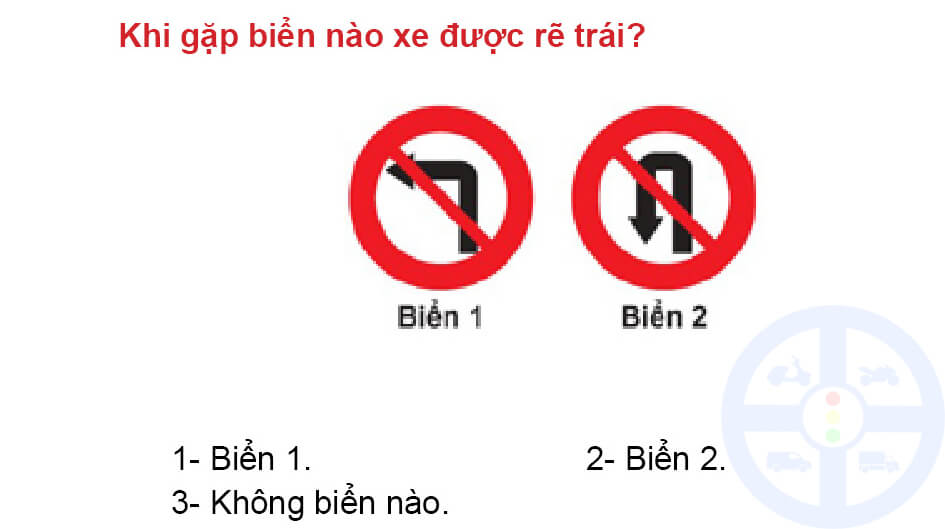 Khi gặp biển nào xe được rẽ trái?
Biển 1 Biển 2
1- Biển 1. 2- Biển 2.
3- Không biển nào.